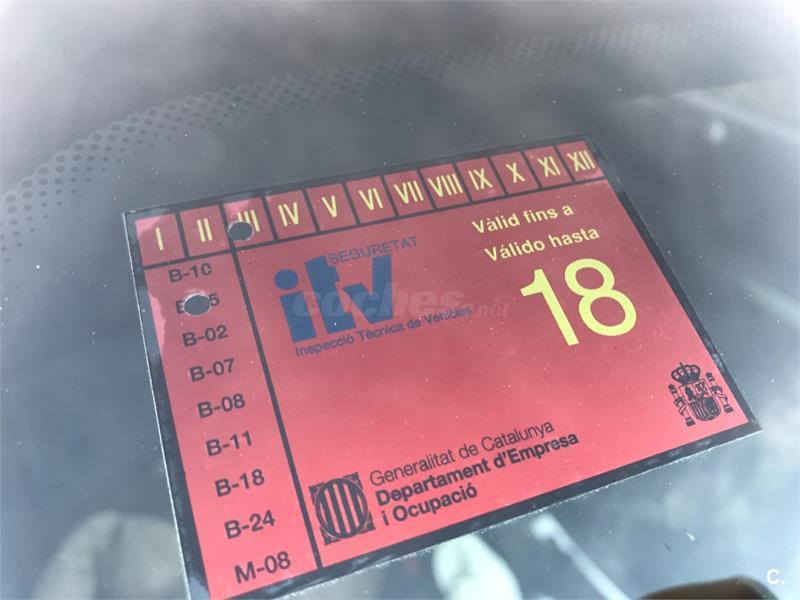 I II III IV V VI VII VIII IX X XI XII
Vàlid fins a
Válido hasta
18
SEGURETAT
itv
Inspecció Tècnica de Vehicles
coches.net
B-10
B-02
B-07
B-08
B-11
B-18
B-24
M-08
Generalitat de Catalunya
Departament d'Empresa
i Ocupació
C.